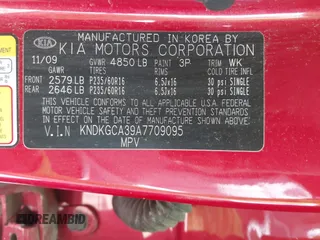 MANUFACTURED IN KOREA BY
KIA KIA MOTORS CORPORATION
11/09 GVWR 4850 LB PAINT 3P TRIM WK
GAWR TIRES RIMS COLD TIRE INFL
FRONT 2579 LB P235/60R16 6.5Jx16 30 psi SINGLE
REAR 2646 LB P235/60R16 6.5Jx16 30 psi SINGLE
THIS VEHICLE CONFORMS TO ALL APPLICABLE FEDERAL
MOTOR VEHICLE SAFETY AND THEFT PREVENTION
STANDARDS IN EFFECT ON THE DATE OF
MANUFACTURE SHOWN ABOVE.
V.I.N KNDKGCA39A7709095
MPV
DREAMBID